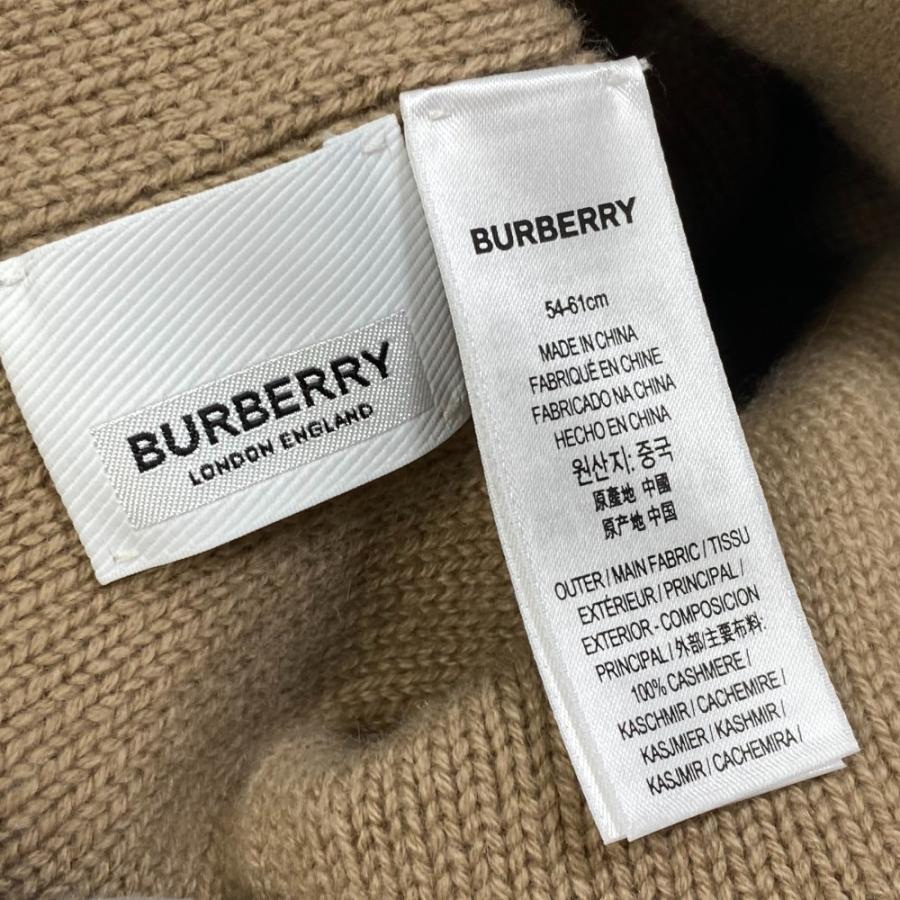 BURBERRY
LONDON ENGLAND
BURBERRY
54-61cm
MADE IN CHINA
FABRIQUÉ EN CHINE
FABRICADO NA CHINA
HECHO EN CHINA
원산지: 중국
原產地 中國
原产地 中国
OUTER / MAIN FABRIC / TISSU
EXTÉRIEUR / PRINCIPAL /
EXTERIOR - COMPOSICION
PRINCIPAL / 外部/主要布料:
100% CASHMERE /
KASCHMIR / CACHEMIRE /
KASJMIER / KASHMIR /
KASJMIR / CACHEMIRA /